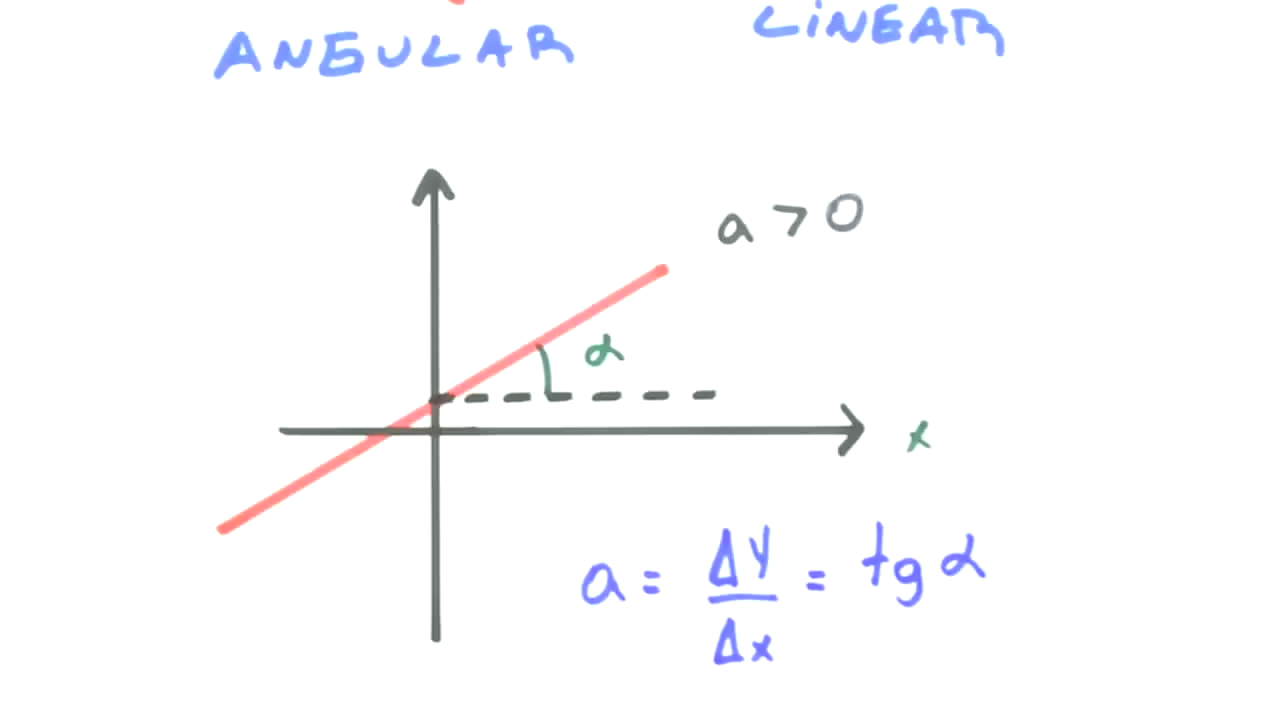 ANGULAR LINEAR
a > 0
α
x
a = Δy/Δx = tg α